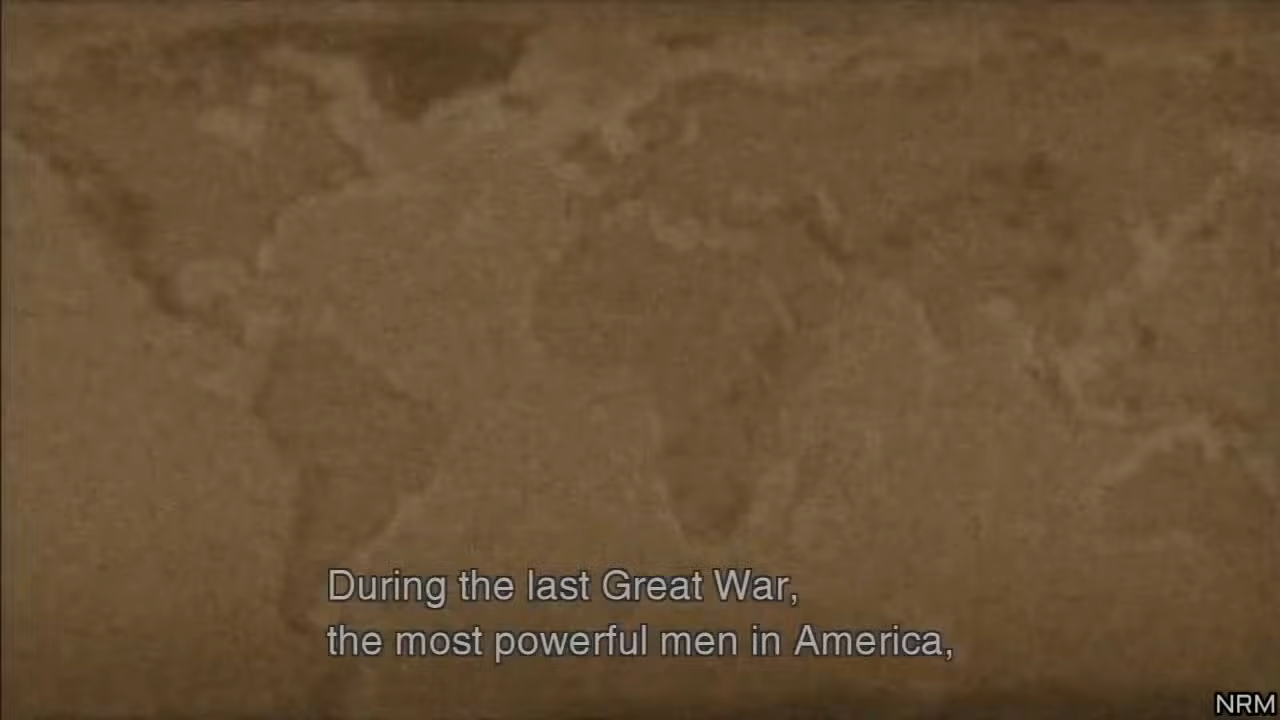 During the last Great War,
the most powerful men in America,
NRM